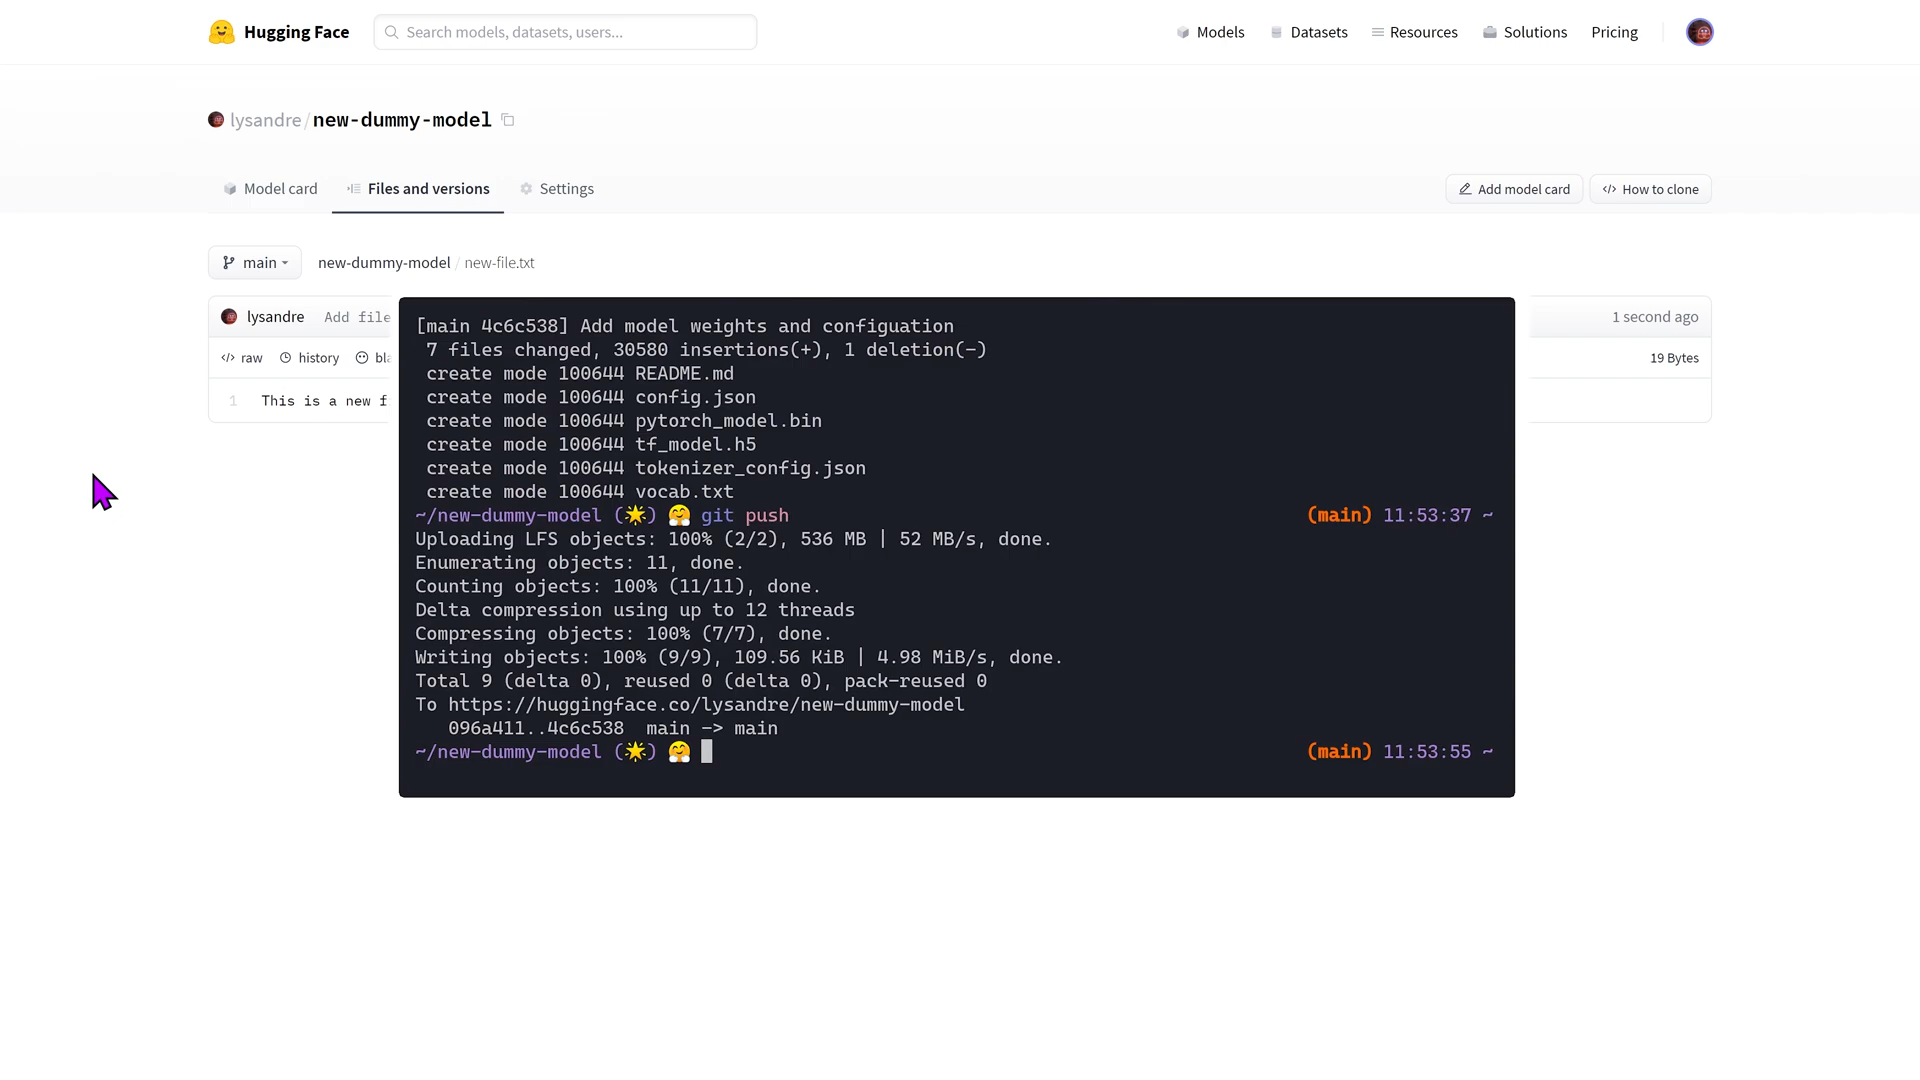 Hugging Face
Search models, datasets, users...
Models
Datasets
Resources
Solutions
Pricing
lysandre/new-dummy-model
Model card
Files and versions
Settings
Add model card
How to clone
main
new-dummy-model / new-file.txt
lysandre Add file
1 second ago
raw
history
19 Bytes
1 This is a new f
[main 4c6c538] Add model weights and configuation
7 files changed, 30580 insertions(+), 1 deletion(-)
create mode 100644 README.md
create mode 100644 config.json
create mode 100644 pytorch_model.bin
create mode 100644 tf_model.h5
create mode 100644 tokenizer_config.json
create mode 100644 vocab.txt
~/new-dummy-model (🌟) 🤗 git push (main) 11:53:37 ~
Uploading LFS objects: 100% (2/2), 536 MB | 52 MB/s, done.
Enumerating objects: 11, done.
Counting objects: 100% (11/11), done.
Delta compression using up to 12 threads
Compressing objects: 100% (7/7), done.
Writing objects: 100% (9/9), 109.56 KiB | 4.98 MiB/s, done.
Total 9 (delta 0), reused 0 (delta 0), pack-reused 0
To https://huggingface.co/lysandre/new-dummy-model
096a411..4c6c538 main -> main
~/new-dummy-model (🌟) 🤗 (main) 11:53:55 ~